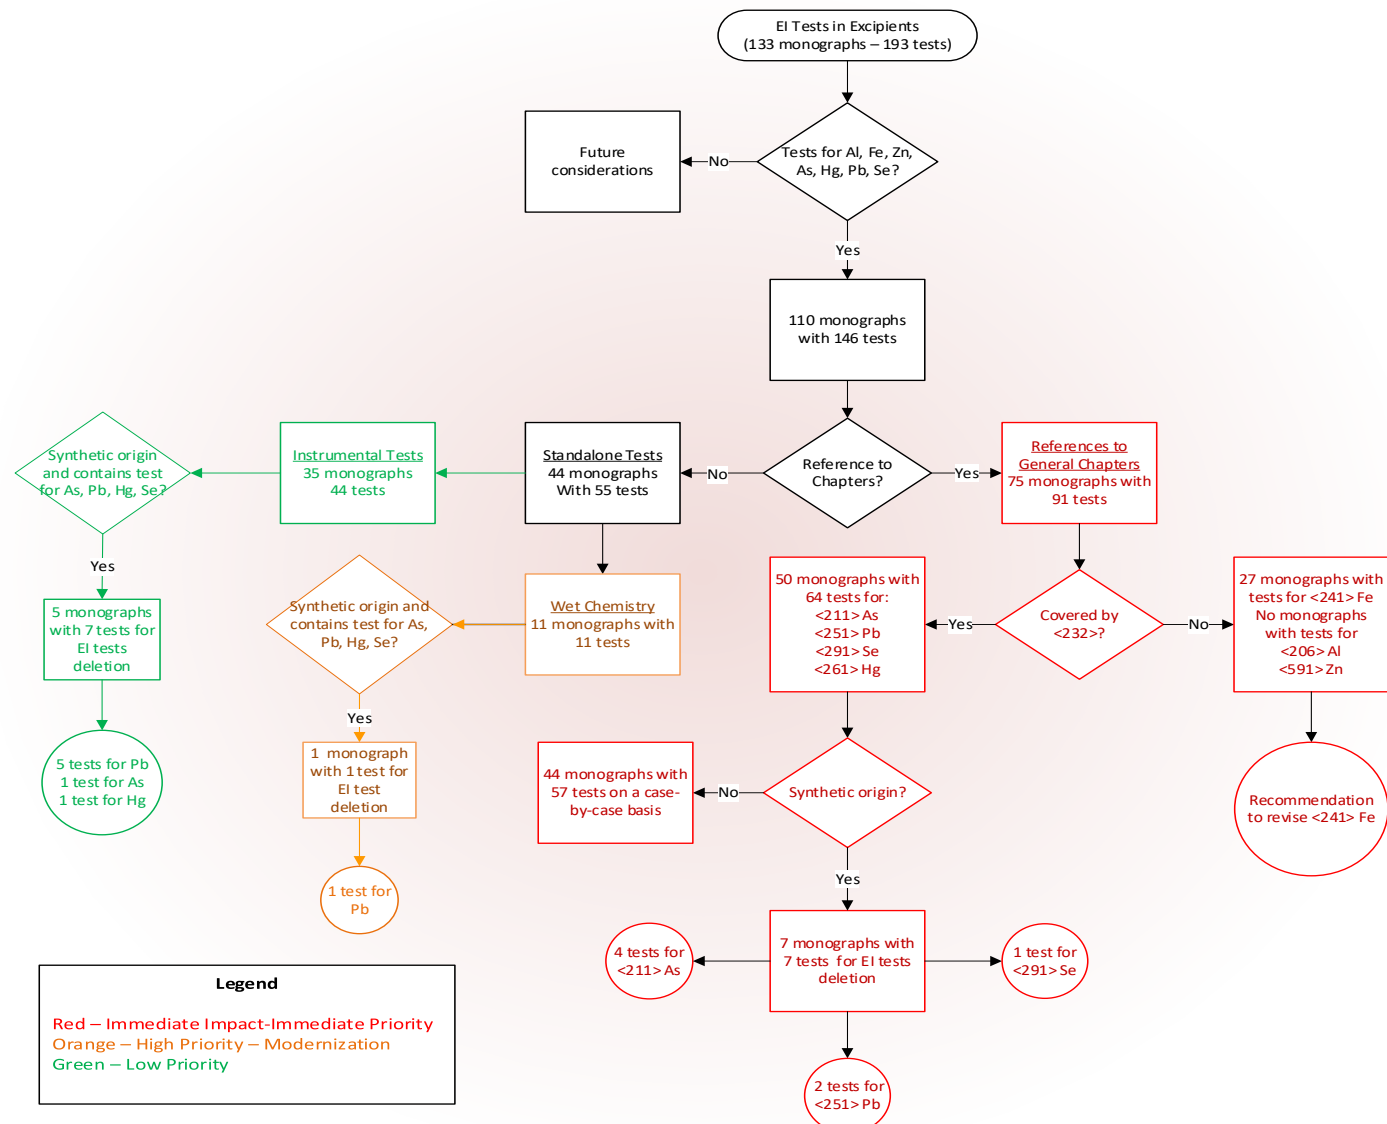 EI Tests in Excipients
(133 monographs – 193 tests)
Tests for Al, Fe, Zn,
As, Hg, Pb, Se?
No
Future
considerations
Yes
110 monographs
with 146 tests
Reference to
Chapters?
No
Yes
Standalone Tests
44 monographs
With 55 tests
Instrumental Tests
35 monographs
44 tests
Synthetic origin
and contains test
for As, Pb, Hg, Se?
Yes
5 monographs
with 7 tests for
EI tests
deletion
5 tests for Pb
1 test for As
1 test for Hg
Wet Chemistry
11 monographs with
11 tests
Synthetic origin and
contains test for As,
Pb, Hg, Se?
Yes
1 monograph
with 1 test for
EI test
deletion
1 test for
Pb
References to
General Chapters
75 monographs with
91 tests
Covered by
<232>?
Yes
No
50 monographs with
64 tests for:
<211> As
<251> Pb
<291> Se
<261> Hg
27 monographs with
tests for <241> Fe
No monographs
with tests for
<206> Al
<591> Zn
Recommendation
to revise <241> Fe
Synthetic origin?
No
44 monographs with
57 tests on a case-
by-case basis
Yes
7 monographs with
7 tests for EI tests
deletion
4 tests for
<211> As
1 test for
<291> Se
2 tests for
<251> Pb
Legend
Red – Immediate Impact-Immediate Priority
Orange – High Priority – Modernization
Green – Low Priority